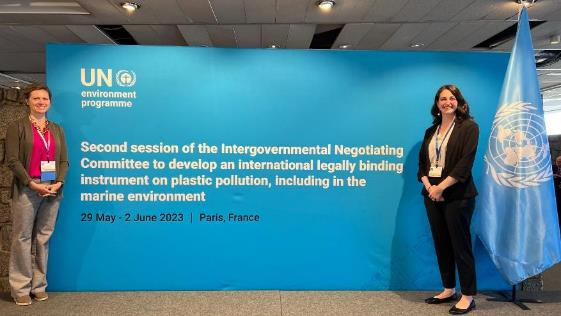 UN
environment
programme
Second session of the Intergovernmental Negotiating
Committee to develop an international legally binding
instrument on plastic pollution, including in the
marine environment
29 May - 2 June 2023 | Paris, France